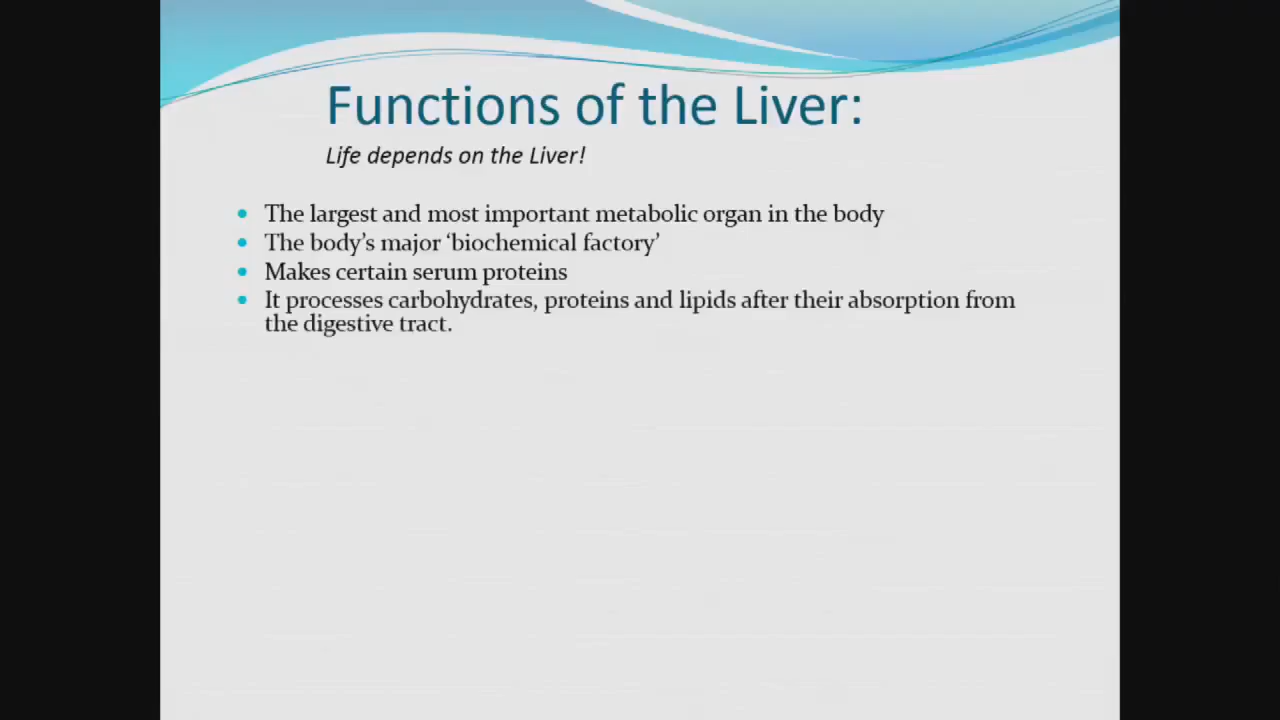 Functions of the Liver:
Life depends on the Liver!
• The largest and most important metabolic organ in the body
• The body’s major ‘biochemical factory’
• Makes certain serum proteins
• It processes carbohydrates, proteins and lipids after their absorption from
the digestive tract.